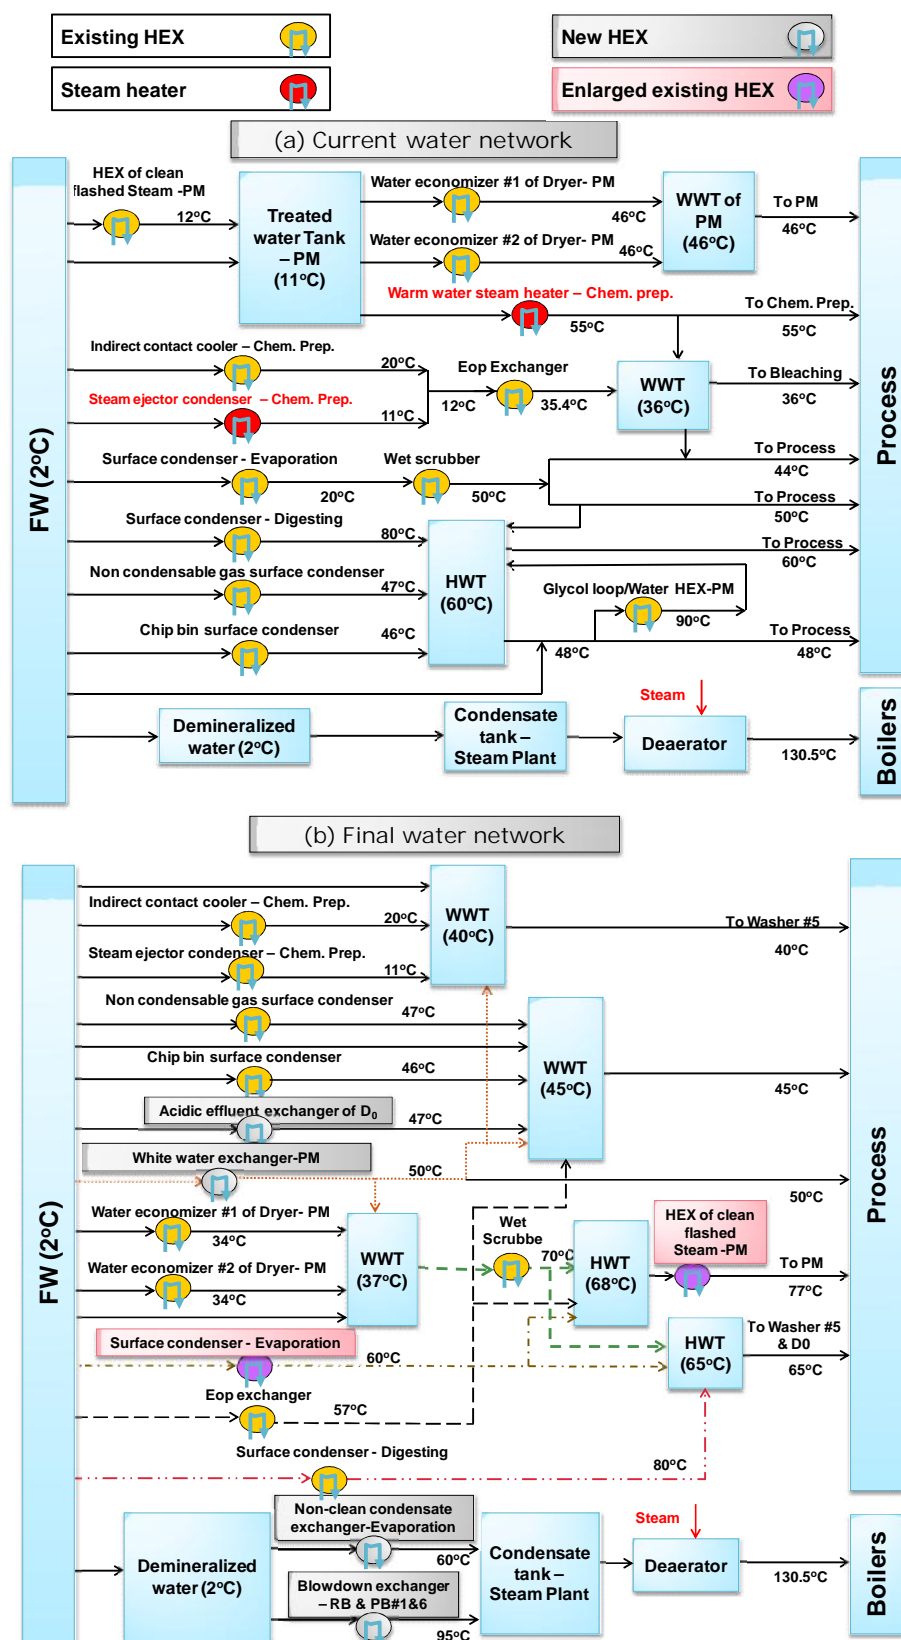 Existing HEX
New HEX
Steam heater
Enlarged existing HEX
(a) Current water network
FW (2°C)
HEX of clean
flashed Steam -PM
12°C
Treated
water Tank
– PM
(11°C)
Water economizer #1 of Dryer- PM
46°C
Water economizer #2 of Dryer- PM
46°C
WWT of
PM
(46°C)
To PM
46°C
Warm water steam heater – Chem. prep.
55°C
To Chem. Prep.
55°C
Indirect contact cooler – Chem. Prep.
20°C
Steam ejector condenser – Chem. Prep.
11°C
12°C
Eop Exchanger
35.4°C
WWT
(36°C)
To Bleaching
36°C
Surface condenser - Evaporation
20°C
Wet scrubber
50°C
To Process
44°C
To Process
50°C
Surface condenser - Digesting
80°C
Non condensable gas surface condenser
47°C
Chip bin surface condenser
46°C
HWT
(60°C)
To Process
60°C
Glycol loop/Water HEX-PM
90°C
48°C
To Process
48°C
Process
Demineralized
water (2°C)
Condensate
tank –
Steam Plant
Steam
Deaerator
130.5°C
Boilers
(b) Final water network
FW (2°C)
Indirect contact cooler – Chem. Prep.
20°C
Steam ejector condenser – Chem. Prep.
11°C
WWT
(40°C)
To Washer #5
40°C
Non condensable gas surface condenser
47°C
Chip bin surface condenser
46°C
Acidic effluent exchanger of D0
47°C
WWT
(45°C)
45°C
White water exchanger-PM
50°C
50°C
Water economizer #1 of Dryer- PM
34°C
Water economizer #2 of Dryer- PM
34°C
WWT
(37°C)
Wet
Scrubbe
70°C
HWT
(68°C)
HEX of clean
flashed
Steam -PM
To PM
77°C
Surface condenser - Evaporation
60°C
HWT
(65°C)
To Washer #5
& D0
65°C
Eop exchanger
57°C
Surface condenser - Digesting
80°C
Process
Demineralized
water (2°C)
Non-clean condensate
exchanger-Evaporation
60°C
Blowdown exchanger
– RB & PB#1&6
95°C
Condensate
tank –
Steam Plant
Steam
Deaerator
130.5°C
Boilers